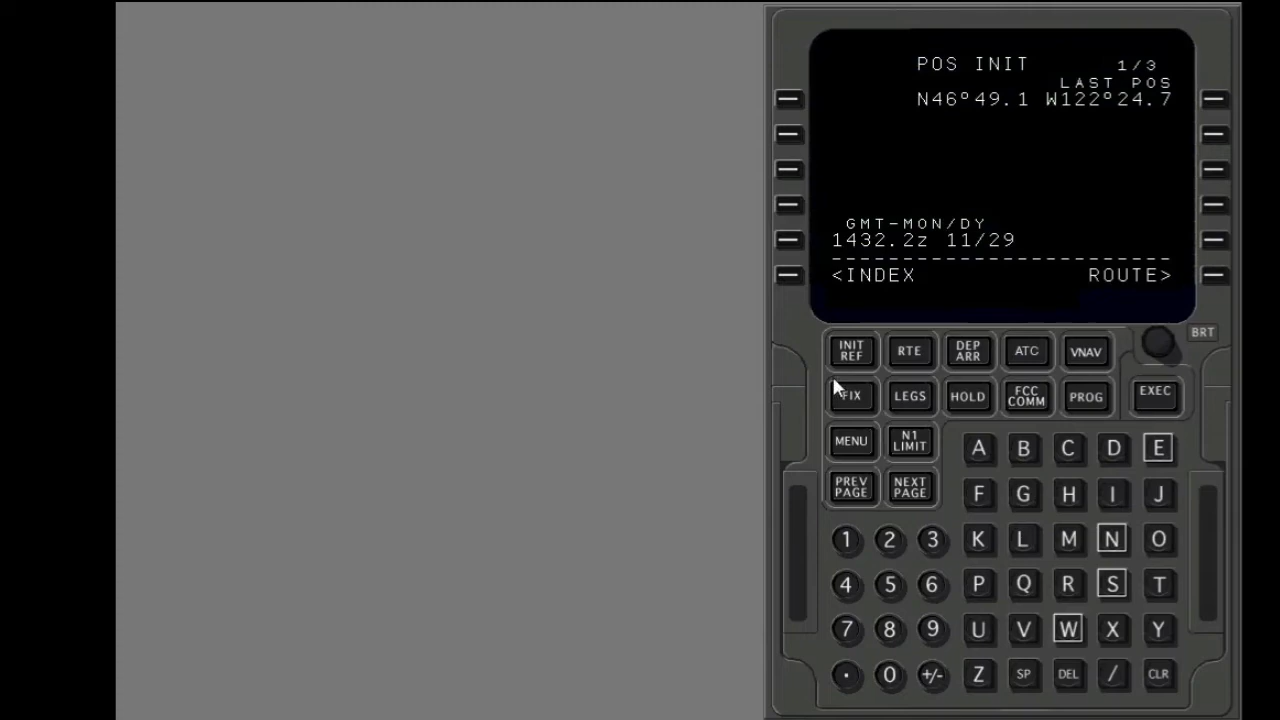 POS INIT 1/3
LAST POS
N46°49.1 W122°24.7
GMT-MON/DY
1432.2z 11/29
------------------------
<INDEX ROUTE>
BRT
INIT REF
RTE
DEP ARR
ATC
VNAV
EXEC
FIX
LEGS
HOLD
FCC COMM
PROG
MENU
N1 LIMIT
PREV PAGE
NEXT PAGE
A B C D E
F G H I J
1 2 3 K L M N O
4 5 6 P Q R S T
7 8 9 U V W X Y
. 0 +/- Z SP DEL / CLR